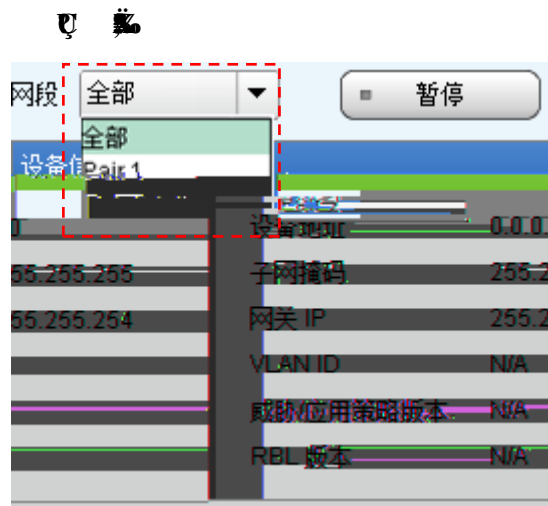 网段 全部 暂停
全部
设备信
Pair 1
设备地址 0.0.0.
55.255.255 子网掩码 255.2
55.255.254 网关 IP 255.2
VLAN ID N/A
威胁/应用策略版本 N/A
RBL 版本 N/A